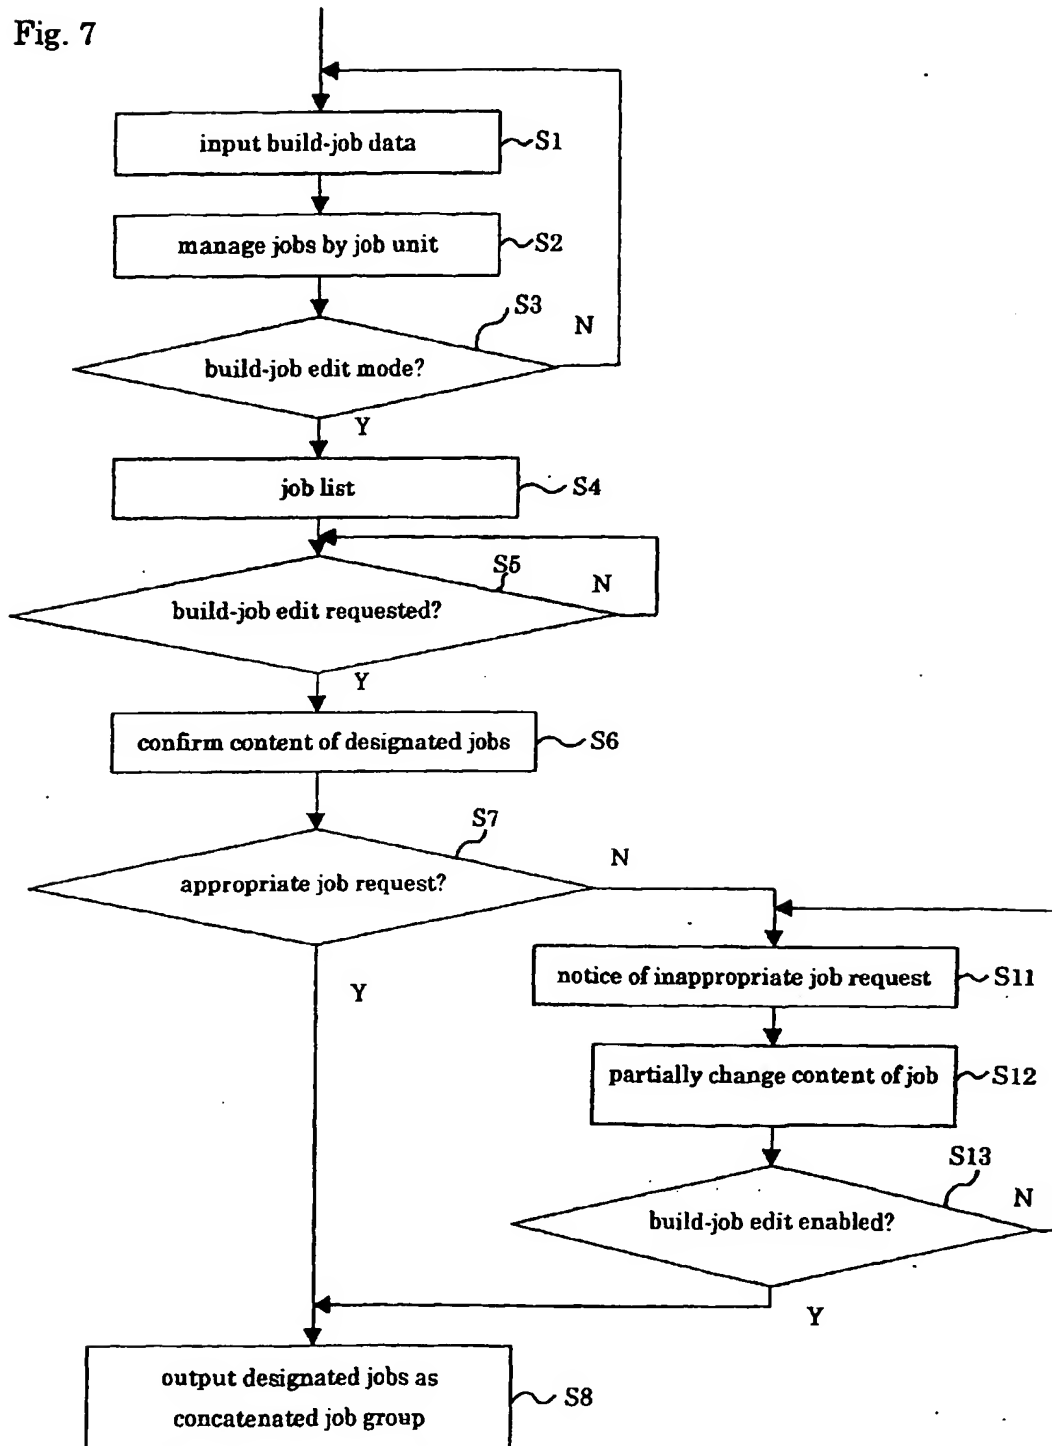 Fig. 7
input build-job data
S1
manage jobs by job unit
S2
S3
N
build-job edit mode?
Y
job list
S4
S5
N
build-job edit requested?
Y
confirm content of designated jobs
S6
S7
N
appropriate job request?
Y
notice of inappropriate job request
S11
partially change content of job
S12
S13
N
build-job edit enabled?
Y
output designated jobs as
concatenated job group
S8